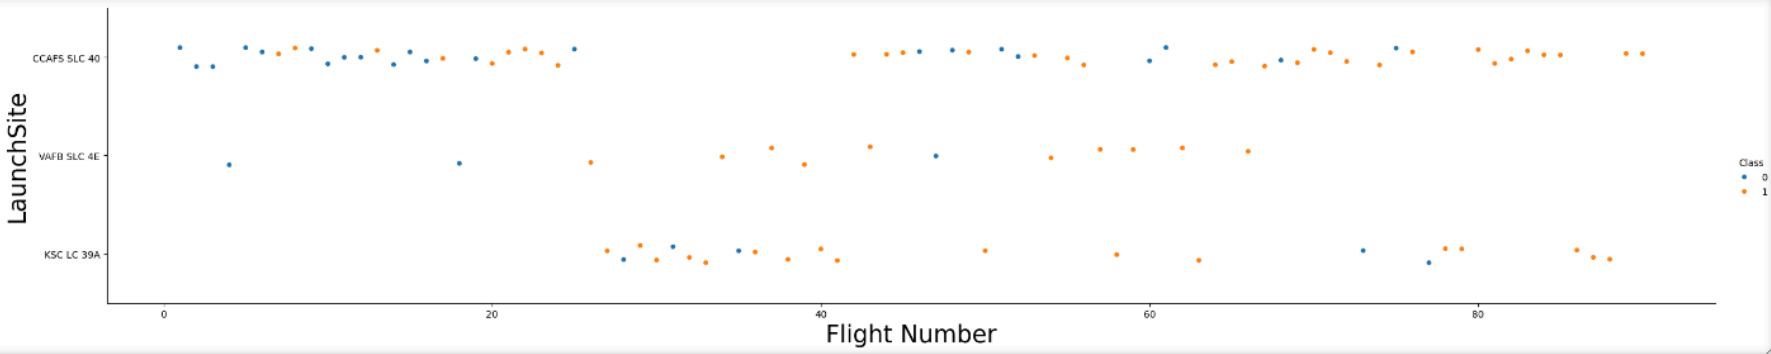 LaunchSite
CCAFS SLC 40
VAFB SLC 4E
KSC LC 39A
0 20 40 60 80
Flight Number
Class
0
1